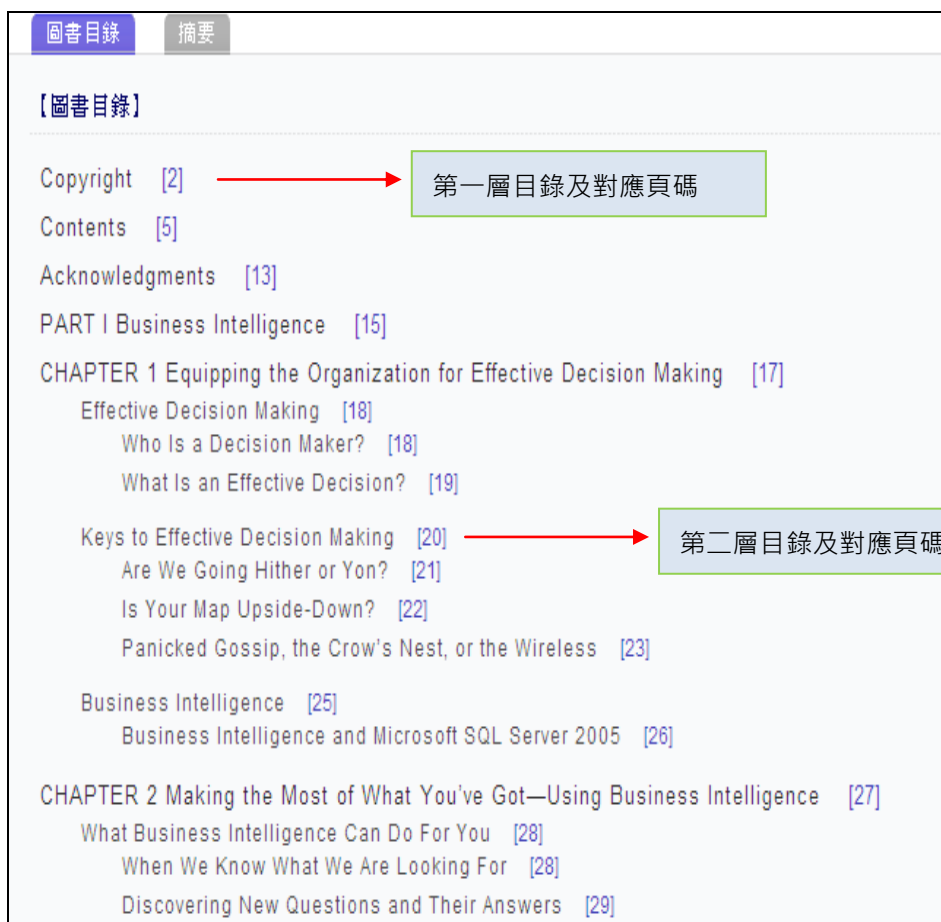 圖書目錄 摘要
【圖書目錄】
Copyright [2] 第一層目錄及對應頁碼
Contents [5]
Acknowledgments [13]
PART I Business Intelligence [15]
CHAPTER 1 Equipping the Organization for Effective Decision Making [17]
Effective Decision Making [18]
Who Is a Decision Maker? [18]
What Is an Effective Decision? [19]
Keys to Effective Decision Making [20] 第二層目錄及對應頁碼
Are We Going Hither or Yon? [21]
Is Your Map Upside-Down? [22]
Panicked Gossip, the Crow's Nest, or the Wireless [23]
Business Intelligence [25]
Business Intelligence and Microsoft SQL Server 2005 [26]
CHAPTER 2 Making the Most of What You've Got—Using Business Intelligence [27]
What Business Intelligence Can Do For You [28]
When We Know What We Are Looking For [28]
Discovering New Questions and Their Answers [29]